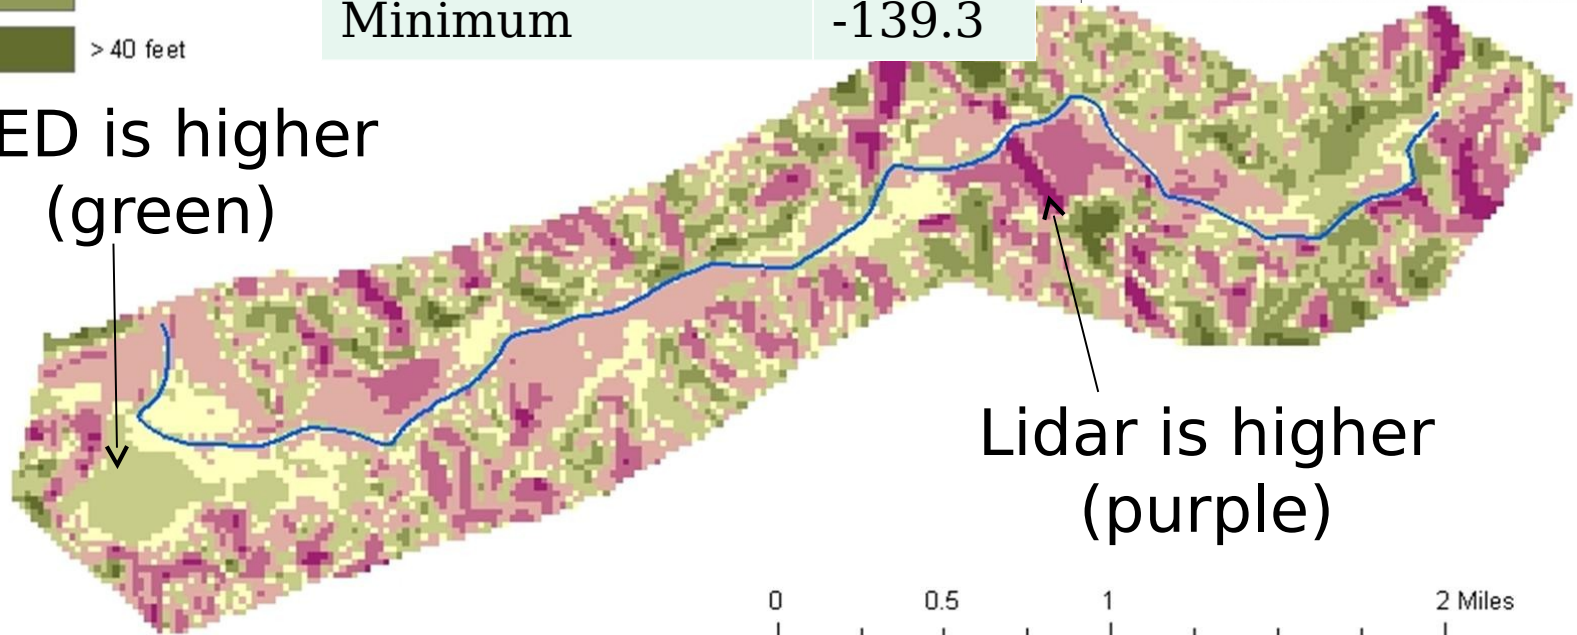 Minimum -139.3
> 40 feet
ED is higher
(green)
Lidar is higher
(purple)
0 0.5 1 2 Miles